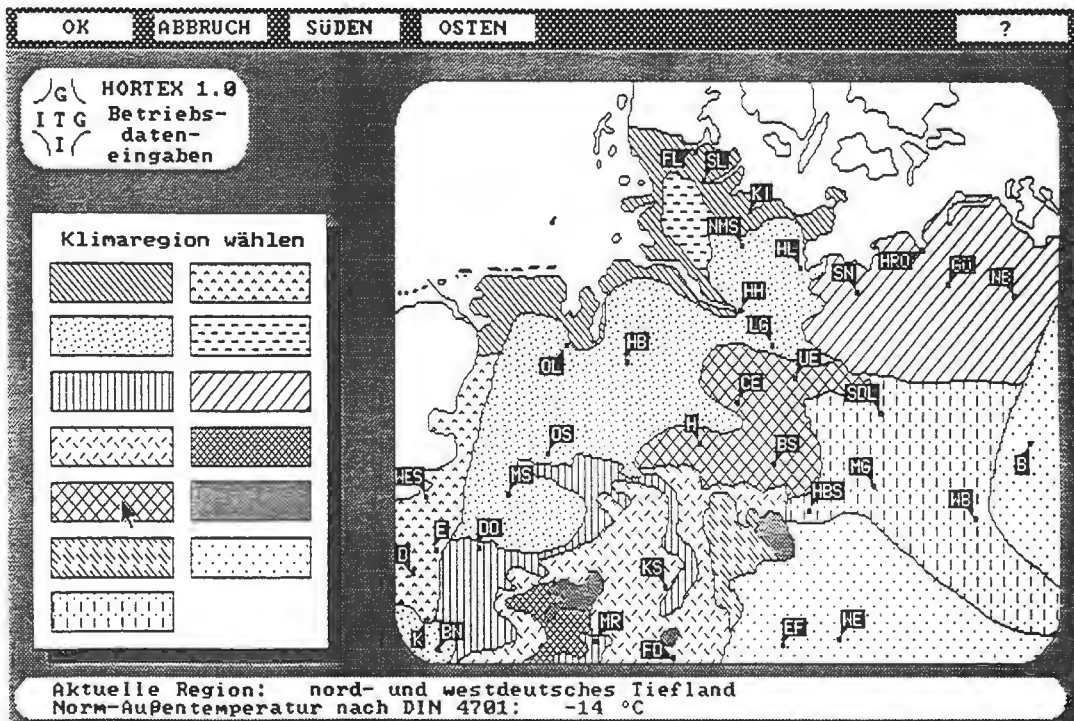 OK ABBRUCH SüDEN OSTEN ?
G HORTEX 1.0
I T G Betriebs-
daten-
I eingaben
Klimaregion wählen
FL SL
KI
NMS
HL
SN HRO Gü NB
HH
LG
OL HB UE
CE SDL
H
OS BS
WES MS MG B
HBS WB
E DO
D
KS
K BN MR EF WE
FD
Aktuelle Region: nord- und westdeutsches Tiefland
Norm-Außentemperatur nach DIN 4701: -14 °C